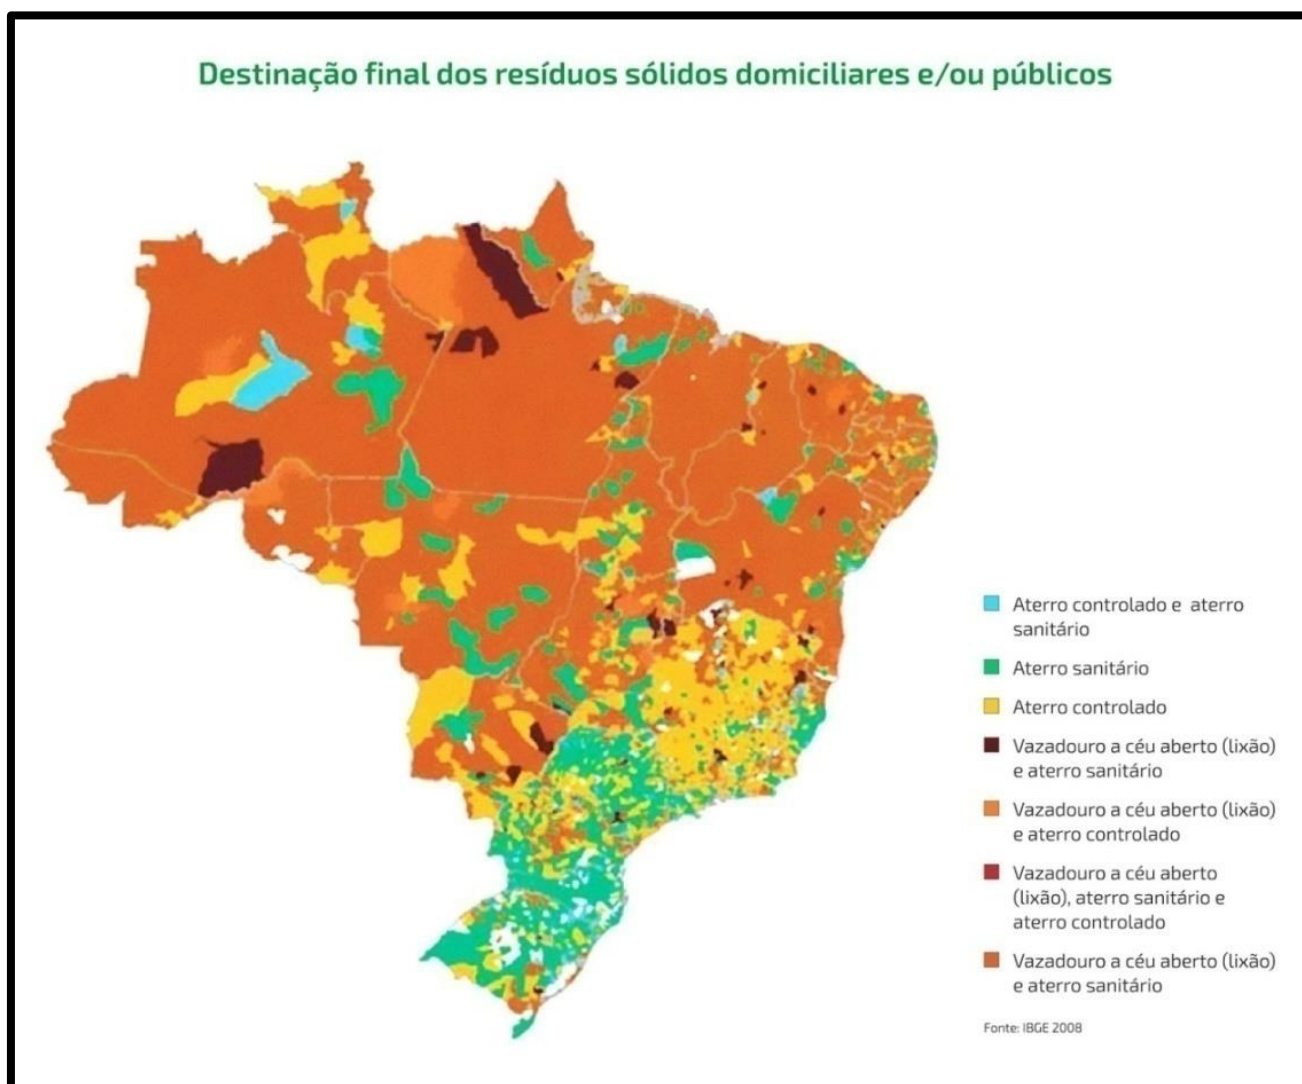 Destinação final dos resíduos sólidos domiciliares e/ou públicos
Aterro controlado e aterro
sanitário
Aterro sanitário
Aterro controlado
Vazadouro a céu aberto (lixão)
e aterro sanitário
Vazadouro a céu aberto (lixão)
e aterro controlado
Vazadouro a céu aberto
(lixão), aterro sanitário e
aterro controlado
Vazadouro a céu aberto (lixão)
e aterro sanitário
Fonte: IBGE 2008